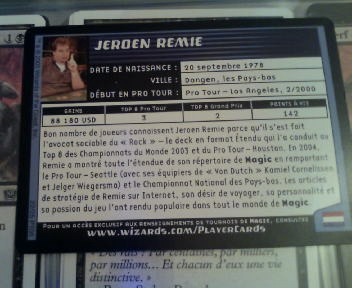 JEROEN REMIE
DATE DE NAISSANCE : 20 septembre 1978
VILLE : Dongen, les Pays-bas
DÉBUT EN PRO TOUR : Pro Tour – Los Angeles, 2/2000
GAINS TOP 8 Pro Tour TOP 8 Grand Prix POINTS À VIE
88 180 USD 3 2 142
Bon nombre de joueurs connaissent Jeroen Remie parce qu'il s'est fait
l'avocat sociable du « Rock » — le deck en format étendu qui l'a conduit au
Top 8 des Championnats du Monde 2003 et du Pro Tour – Houston. En 2004,
Remie a montré toute l'étendue de son répertoire de Magic en remportant
le Pro Tour – Seattle (avec ses équipiers de « Von Dutch » Kamiel Cornelissen
et Jelger Wiegersma) et le Championnat National des Pays-bas. Les articles
de stratégie de Remie sur Internet, son désir de voyager, sa personnalité et
sa passion du jeu l'ont rendu populaire dans tout le monde de Magic.
POUR UN ACCÈS EXCLUSIF AUX RENSEIGNEMENTS DE TOURNOIS DE MAGIC, CONSULTEZ
WWW.WIZARDS.COM/PLAYERCARDS
« Des rats ? Par centaines, par milliers,
par millions... Et chacun d'eux une vie
distinctive. »